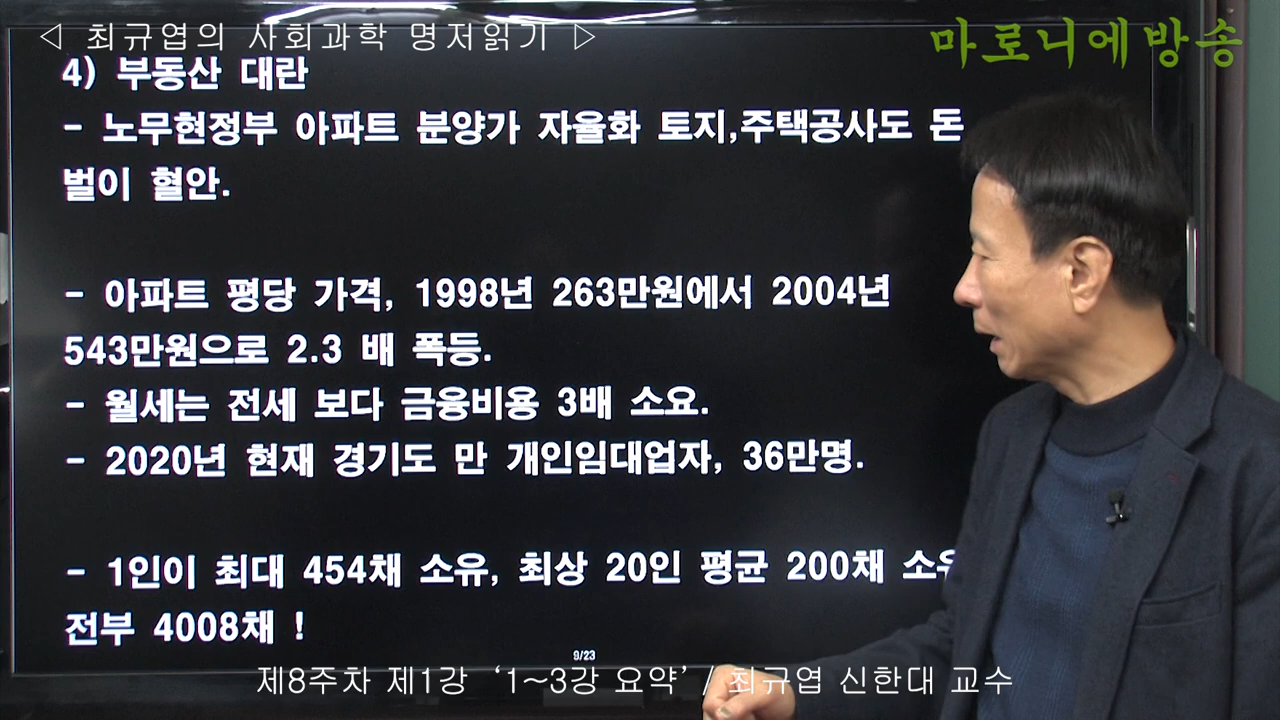 ◁ 최규엽의 사회과학 명저읽기 ▷
마로니에방송
4) 부동산 대란
- 노무현정부 아파트 분양가 자율화 토지,주택공사도 돈
벌이 혈안.
- 아파트 평당 가격, 1998년 263만원에서 2004년
543만원으로 2.3 배 폭등.
- 월세는 전세 보다 금융비용 3배 소요.
- 2020년 현재 경기도 만 개인임대업자, 36만명.
- 1인이 최대 454채 소유, 최상 20인 평균 200채 소유
전부 4008채 !
9/23
제8주차 제1강 ‘1~3강 요약’ / 최규엽 신한대 교수